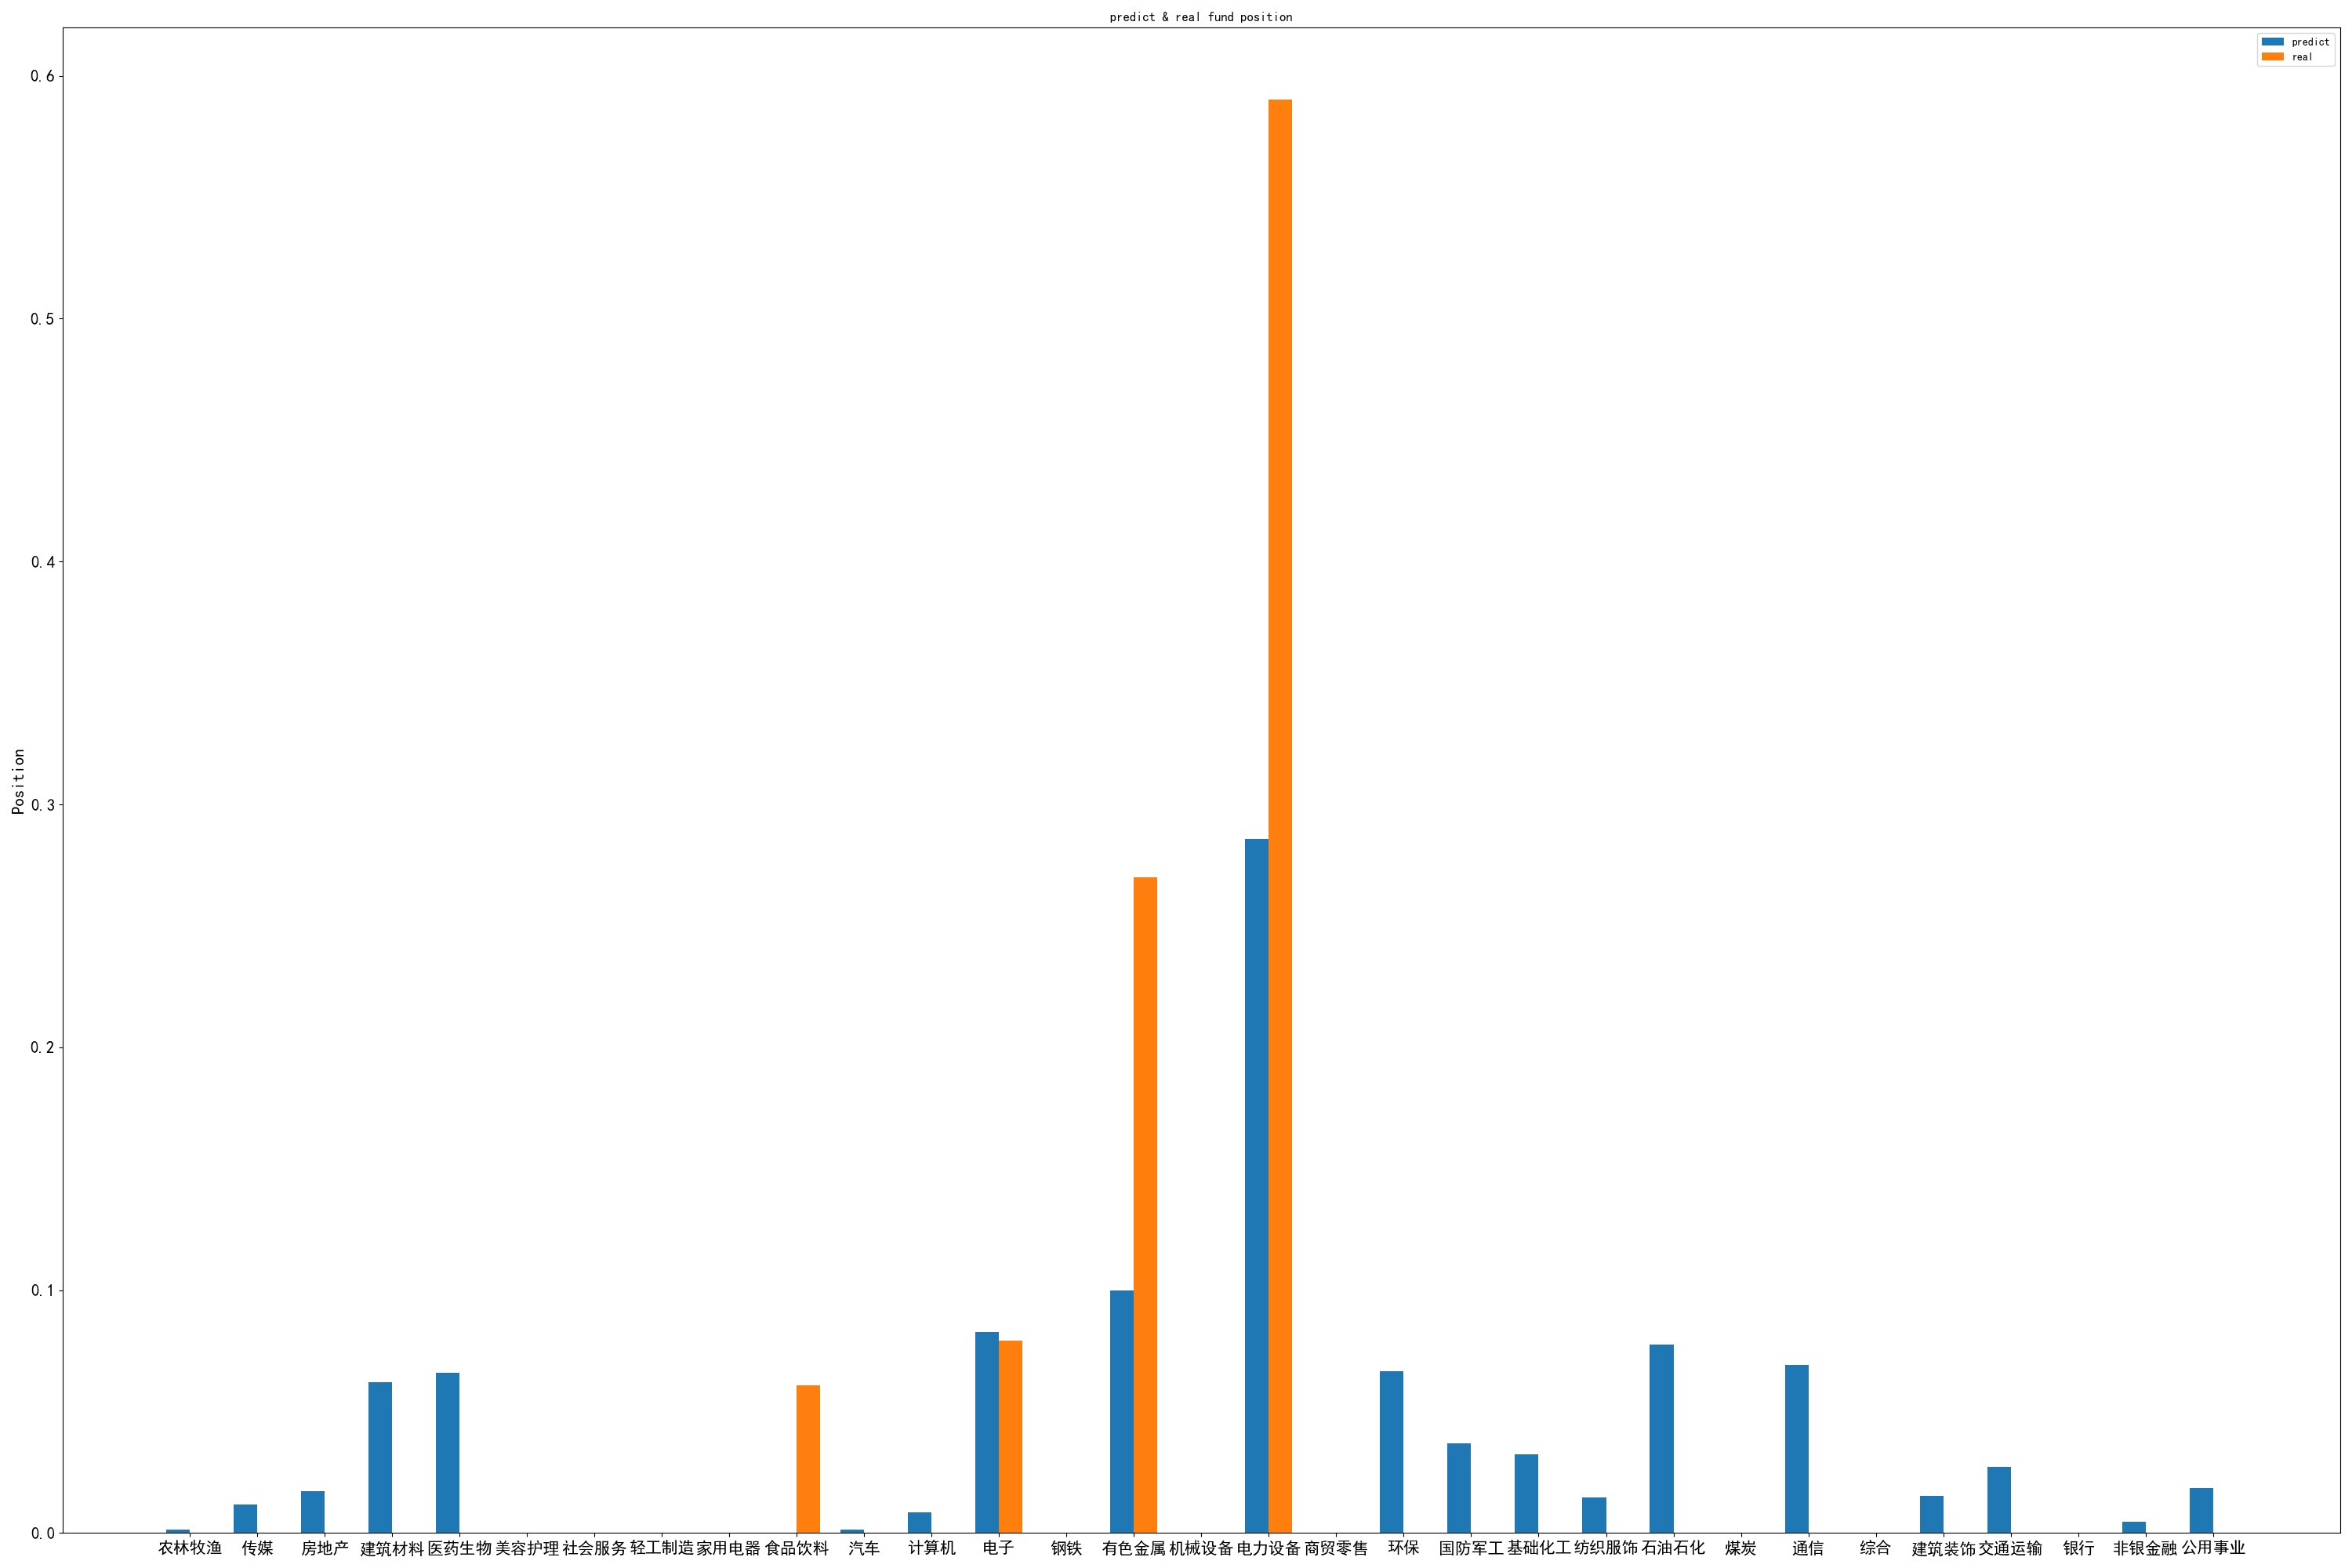 predict & real fund position
predict
real
0.6
0.5
0.4
0.3
0.2
0.1
0.0
Position
农林牧渔 传媒 房地产 建筑材料 医药生物 美容护理 社会服务 轻工制造 家用电器 食品饮料 汽车 计算机 电子 钢铁 有色金属 机械设备 电力设备 商贸零售 环保 国防军工 基础化工 纺织服饰 石油石化 煤炭 通信 综合 建筑装饰 交通运输 银行 非银金融 公用事业